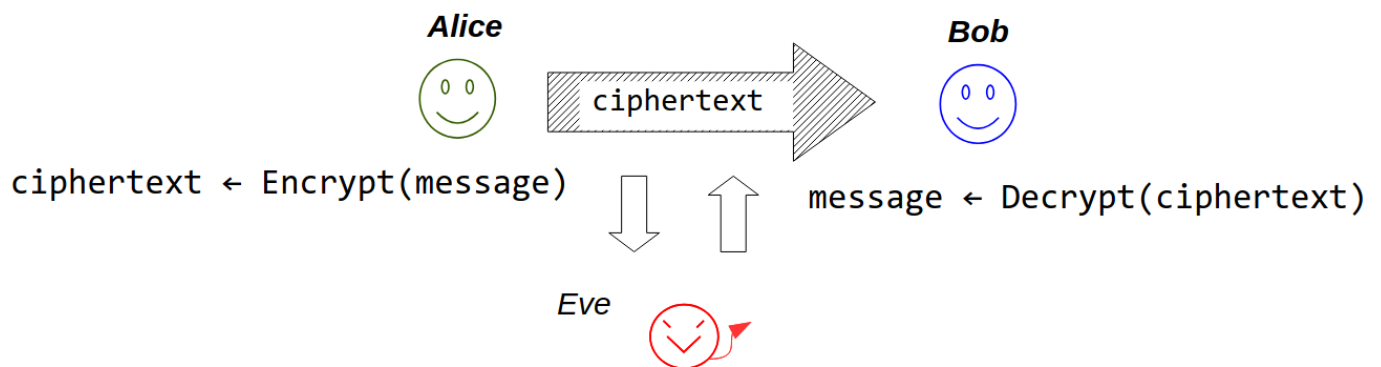 Alice
Bob
ciphertext
ciphertext ← Encrypt(message)
message ← Decrypt(ciphertext)
Eve